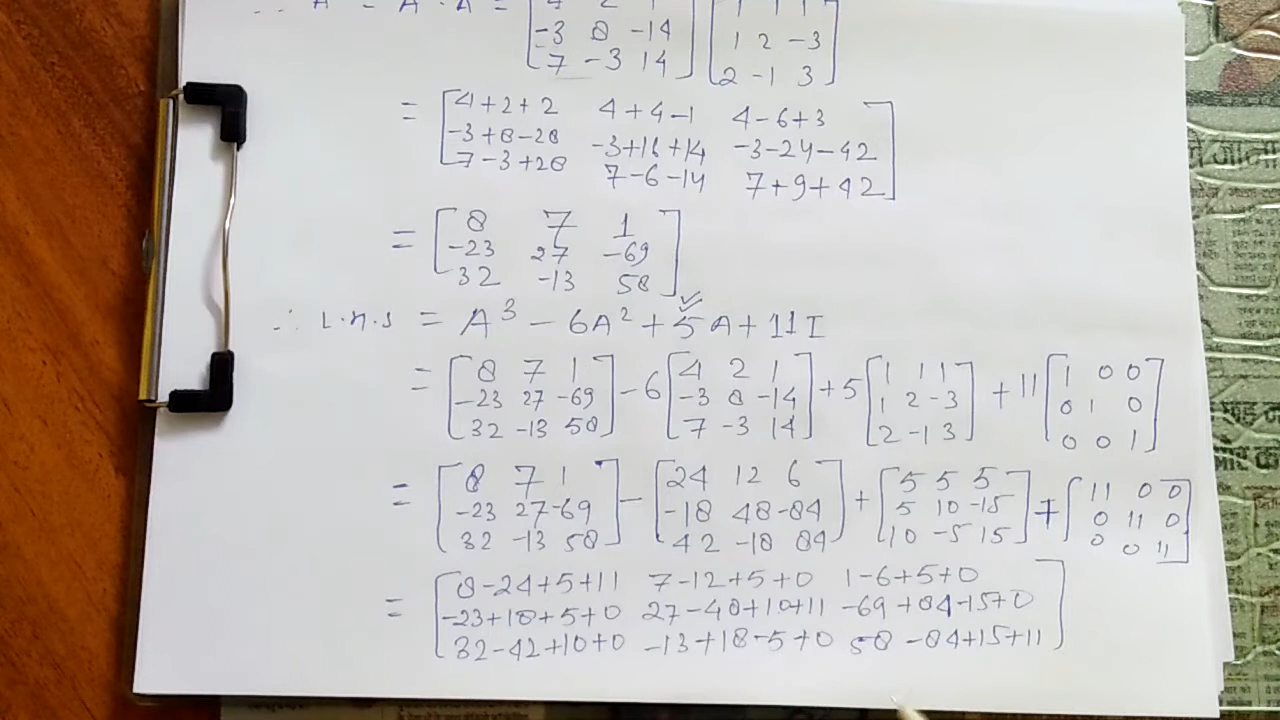 ∴ A = A · A = [4 2 1] [1 1 1]
[-3 8 -14] [1 2 -3]
[7 -3 14] [2 -1 3]
= [4+2+2 4+4-1 4-6+3]
[-3+8-28 -3+16+14 -3-24-42]
[7-3+28 7-6-14 7+9+42]
= [8 7 1]
[-23 27 -69]
[32 -13 58]
∴ L.H.S = A³ - 6A² + 5A + 11I
= [8 7 1] - 6 [4 2 1] + 5 [1 1 1] + 11 [1 0 0]
[-23 27 -69] [-3 8 -14] [1 2 -3] [0 1 0]
[32 -13 58] [7 -3 14] [2 -1 3] [0 0 1]
= [8 7 1] - [24 12 6] + [5 5 5] + [11 0 0]
[-23 27 -69] [-18 48 -84] [5 10 -15] [0 11 0]
[32 -13 58] [42 -18 84] [10 -5 15] [0 0 11]
= [8-24+5+11 7-12+5+0 1-6+5+0]
[-23+18+5+0 27-48+10+11 -69+84-15+0]
[32-42+10+0 -13+18-5+0 58-84+15+11]